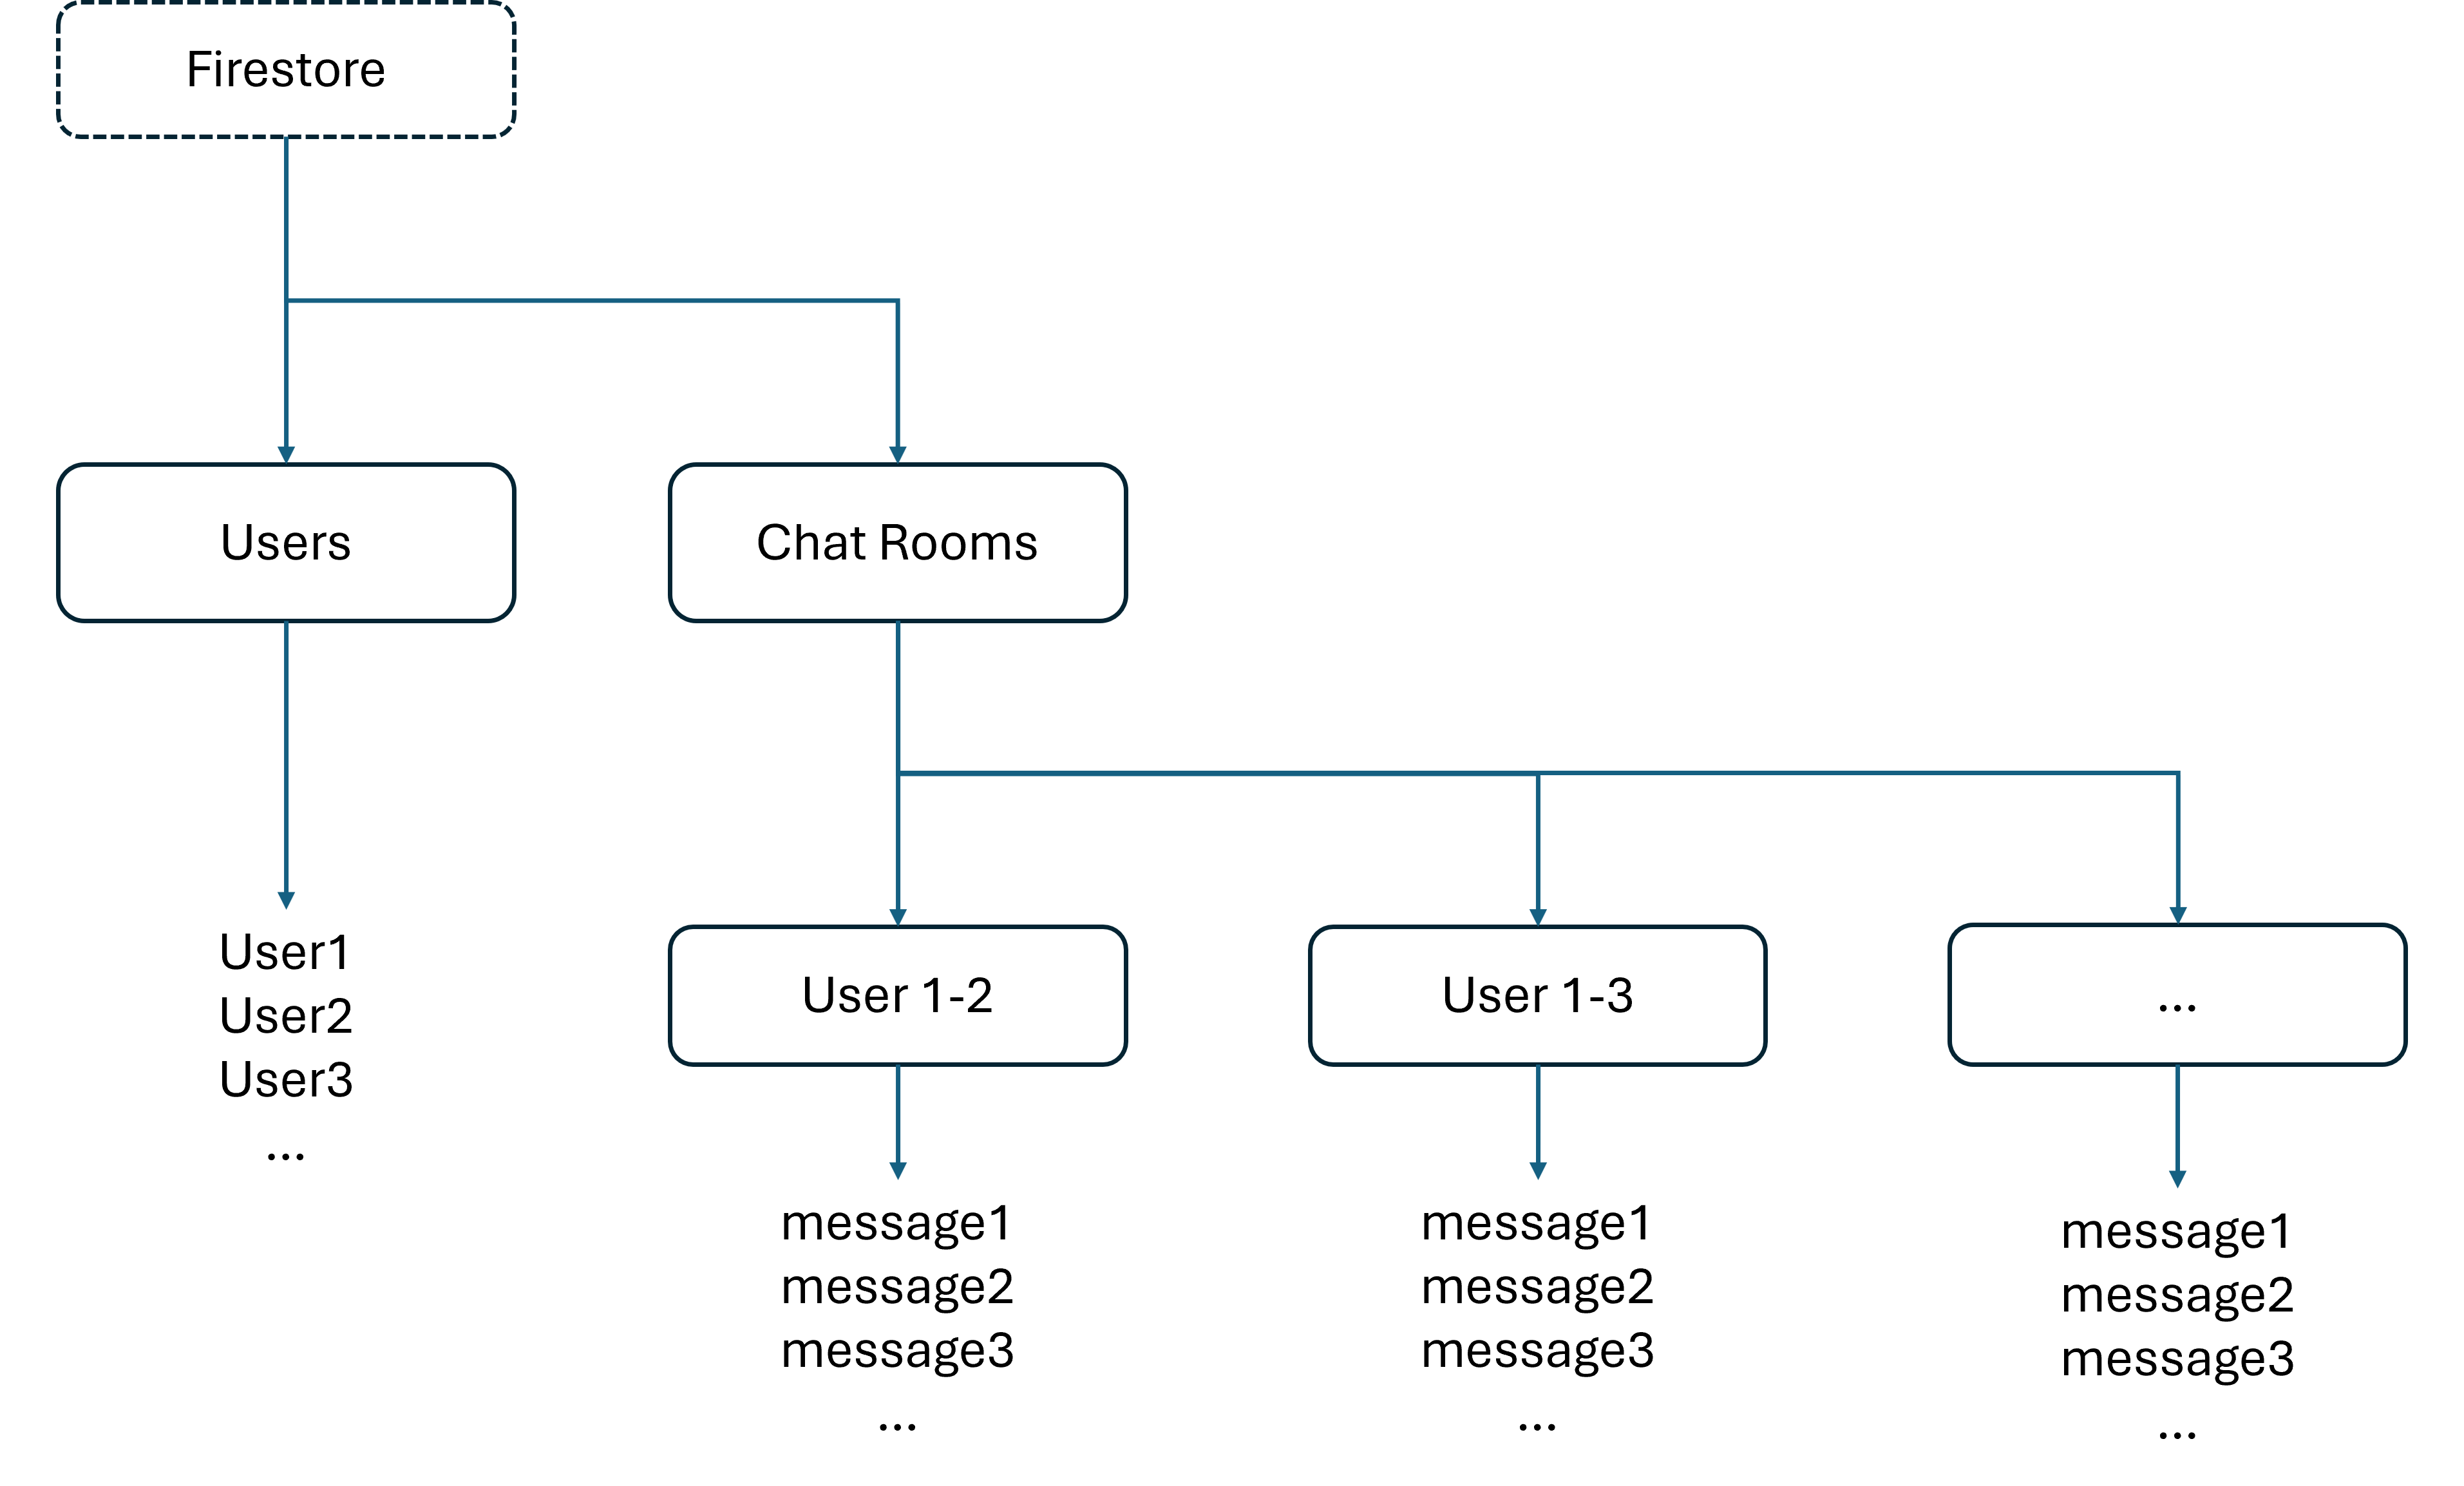 Firestore
Users
Chat Rooms
User1
User2
User3
...
User 1-2
User 1-3
...
message1
message2
message3
...
message1
message2
message3
...
message1
message2
message3
...